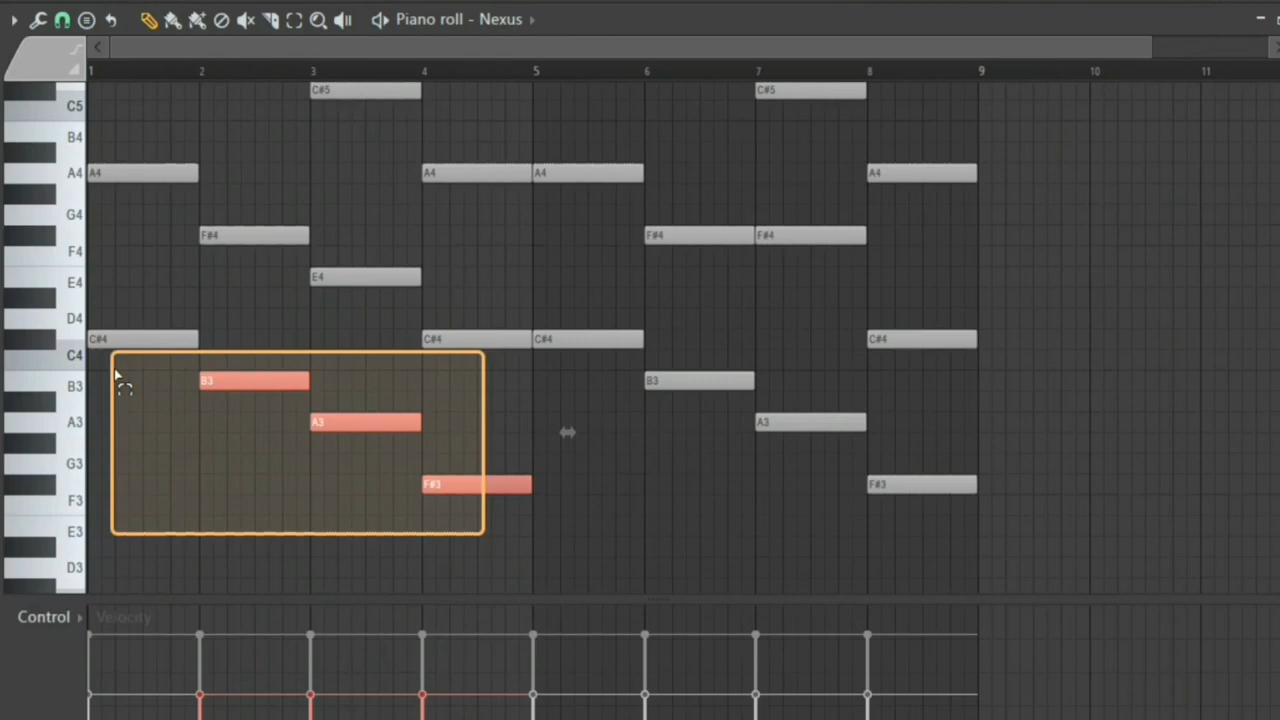 Piano roll - Nexus
1 2 3 4 5 6 7 8 9 10 11
C#5 C#5
C5
B4
A4 A4 A4 A4 A4
G4
F#4 F#4 F#4
F4
E4 E4
D4
C#4 C#4 C#4 C#4
C4
B3 B3 B3
A3 A3 A3
G3
F#3 F#3
F3
E3
D3
Control Velocity